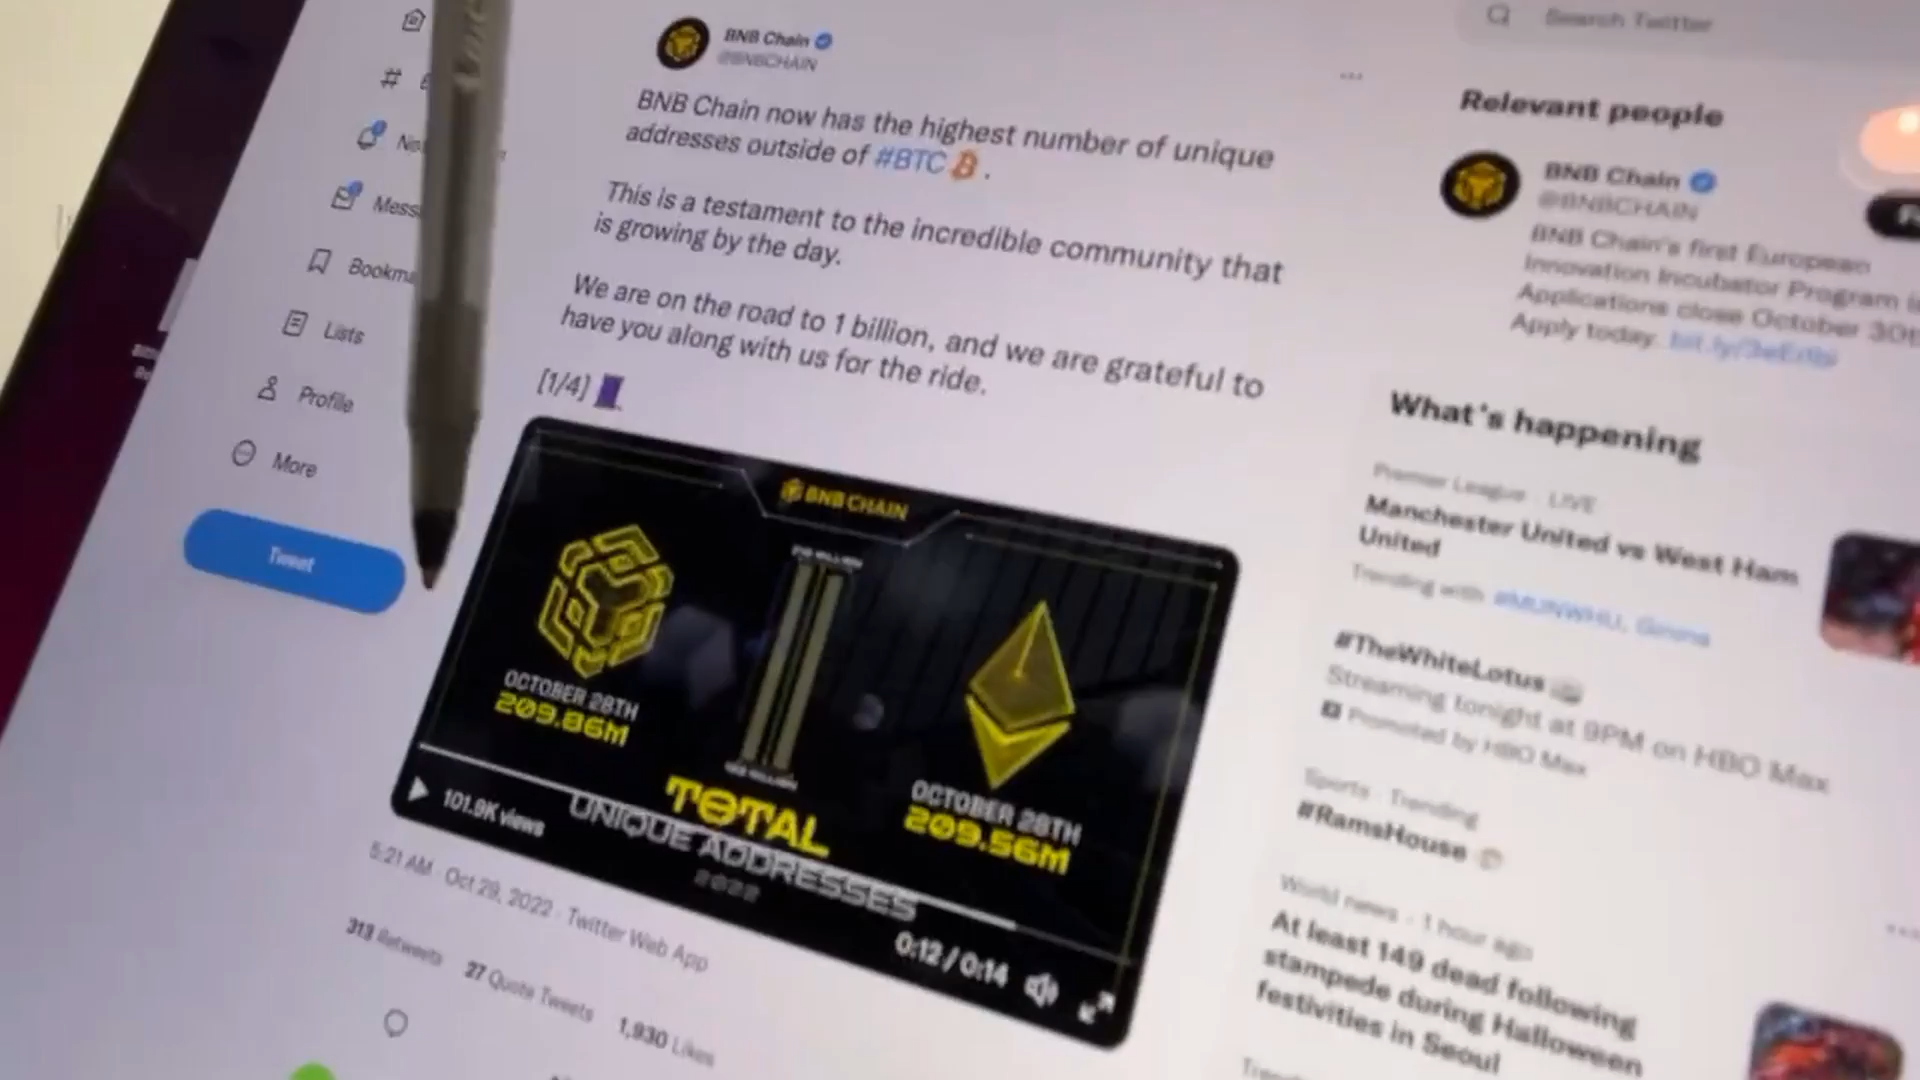 BNB Chain
@BNBCHAIN
BNB Chain now has the highest number of unique
addresses outside of #BTC
.
This is a testament to the incredible community that
is growing by the day.
We are on the road to 1 billion, and we are grateful to
have you along with us for the ride.
[1/4]
BNB CHAIN
OCTOBER 28TH
209.86M
OCTOBER 28TH
209.56M
TOTAL
UNIQUE ADDRESSES
2022
101.9K views
0:12 / 0:14
5:21 AM · Oct 29, 2022 · Twitter Web App
313 Retweets 27 Quote Tweets 1,930 Likes
Lists
Profile
More
Tweet
Search Twitter
Relevant people
BNB Chain
@BNBCHAIN
BNB Chain's first European
Innovation Incubator Program
Applications close October
Apply today.
What's happening
Premier League · LIVE
Manchester United vs West Ham
United
Trending with #MUNWHU,
#TheWhiteLotus
Streaming tonight at 9PM on HBO Max
Promoted by HBO Max
Sports · Trending
#RamsHouse
World news · 1 hour ago
At least 149 dead following
stampede during Halloween
festivities in Seoul